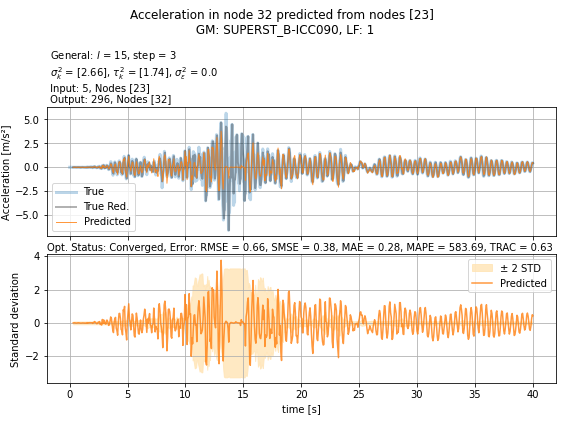 Acceleration in node 32 predicted from nodes [23]
GM: SUPERST_B-ICC090, LF: 1
General: l = 15, step = 3
σ²ₖ = [2.66], τ²ₖ = [1.74], σ²ε = 0.0
Input: 5, Nodes [23]
Output: 296, Nodes [32]
Acceleration [m/s²]
5.0
2.5
0.0
−2.5
−5.0
True
True Red.
Predicted
Opt. Status: Converged, Error: RMSE = 0.66, SMSE = 0.38, MAE = 0.28, MAPE = 583.69, TRAC = 0.63
Standard deviation
4
2
0
−2
± 2 STD
Predicted
0 5 10 15 20 25 30 35 40
time [s]